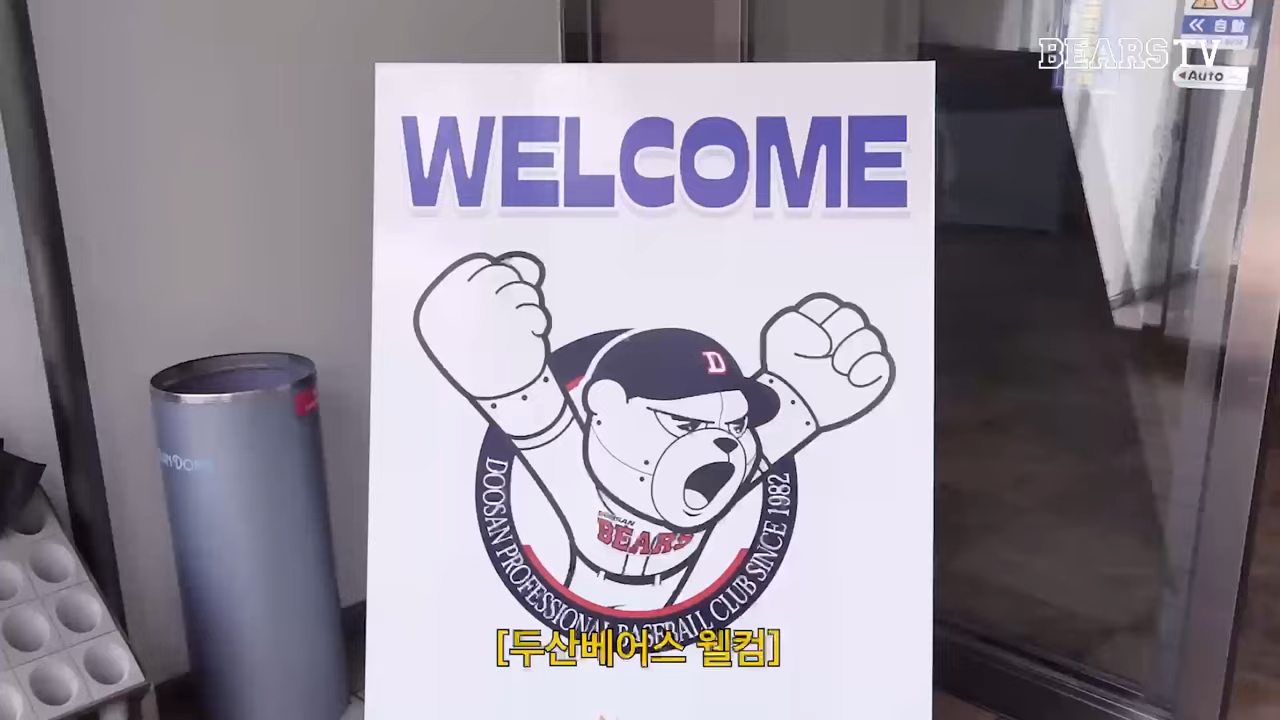 BEARS TV
自動
Auto
WELCOME
D
DOOSAN
BEARS
DOOSAN PROFESSIONAL BASEBALL CLUB SINCE 1982
[두산베어스 웰컴]